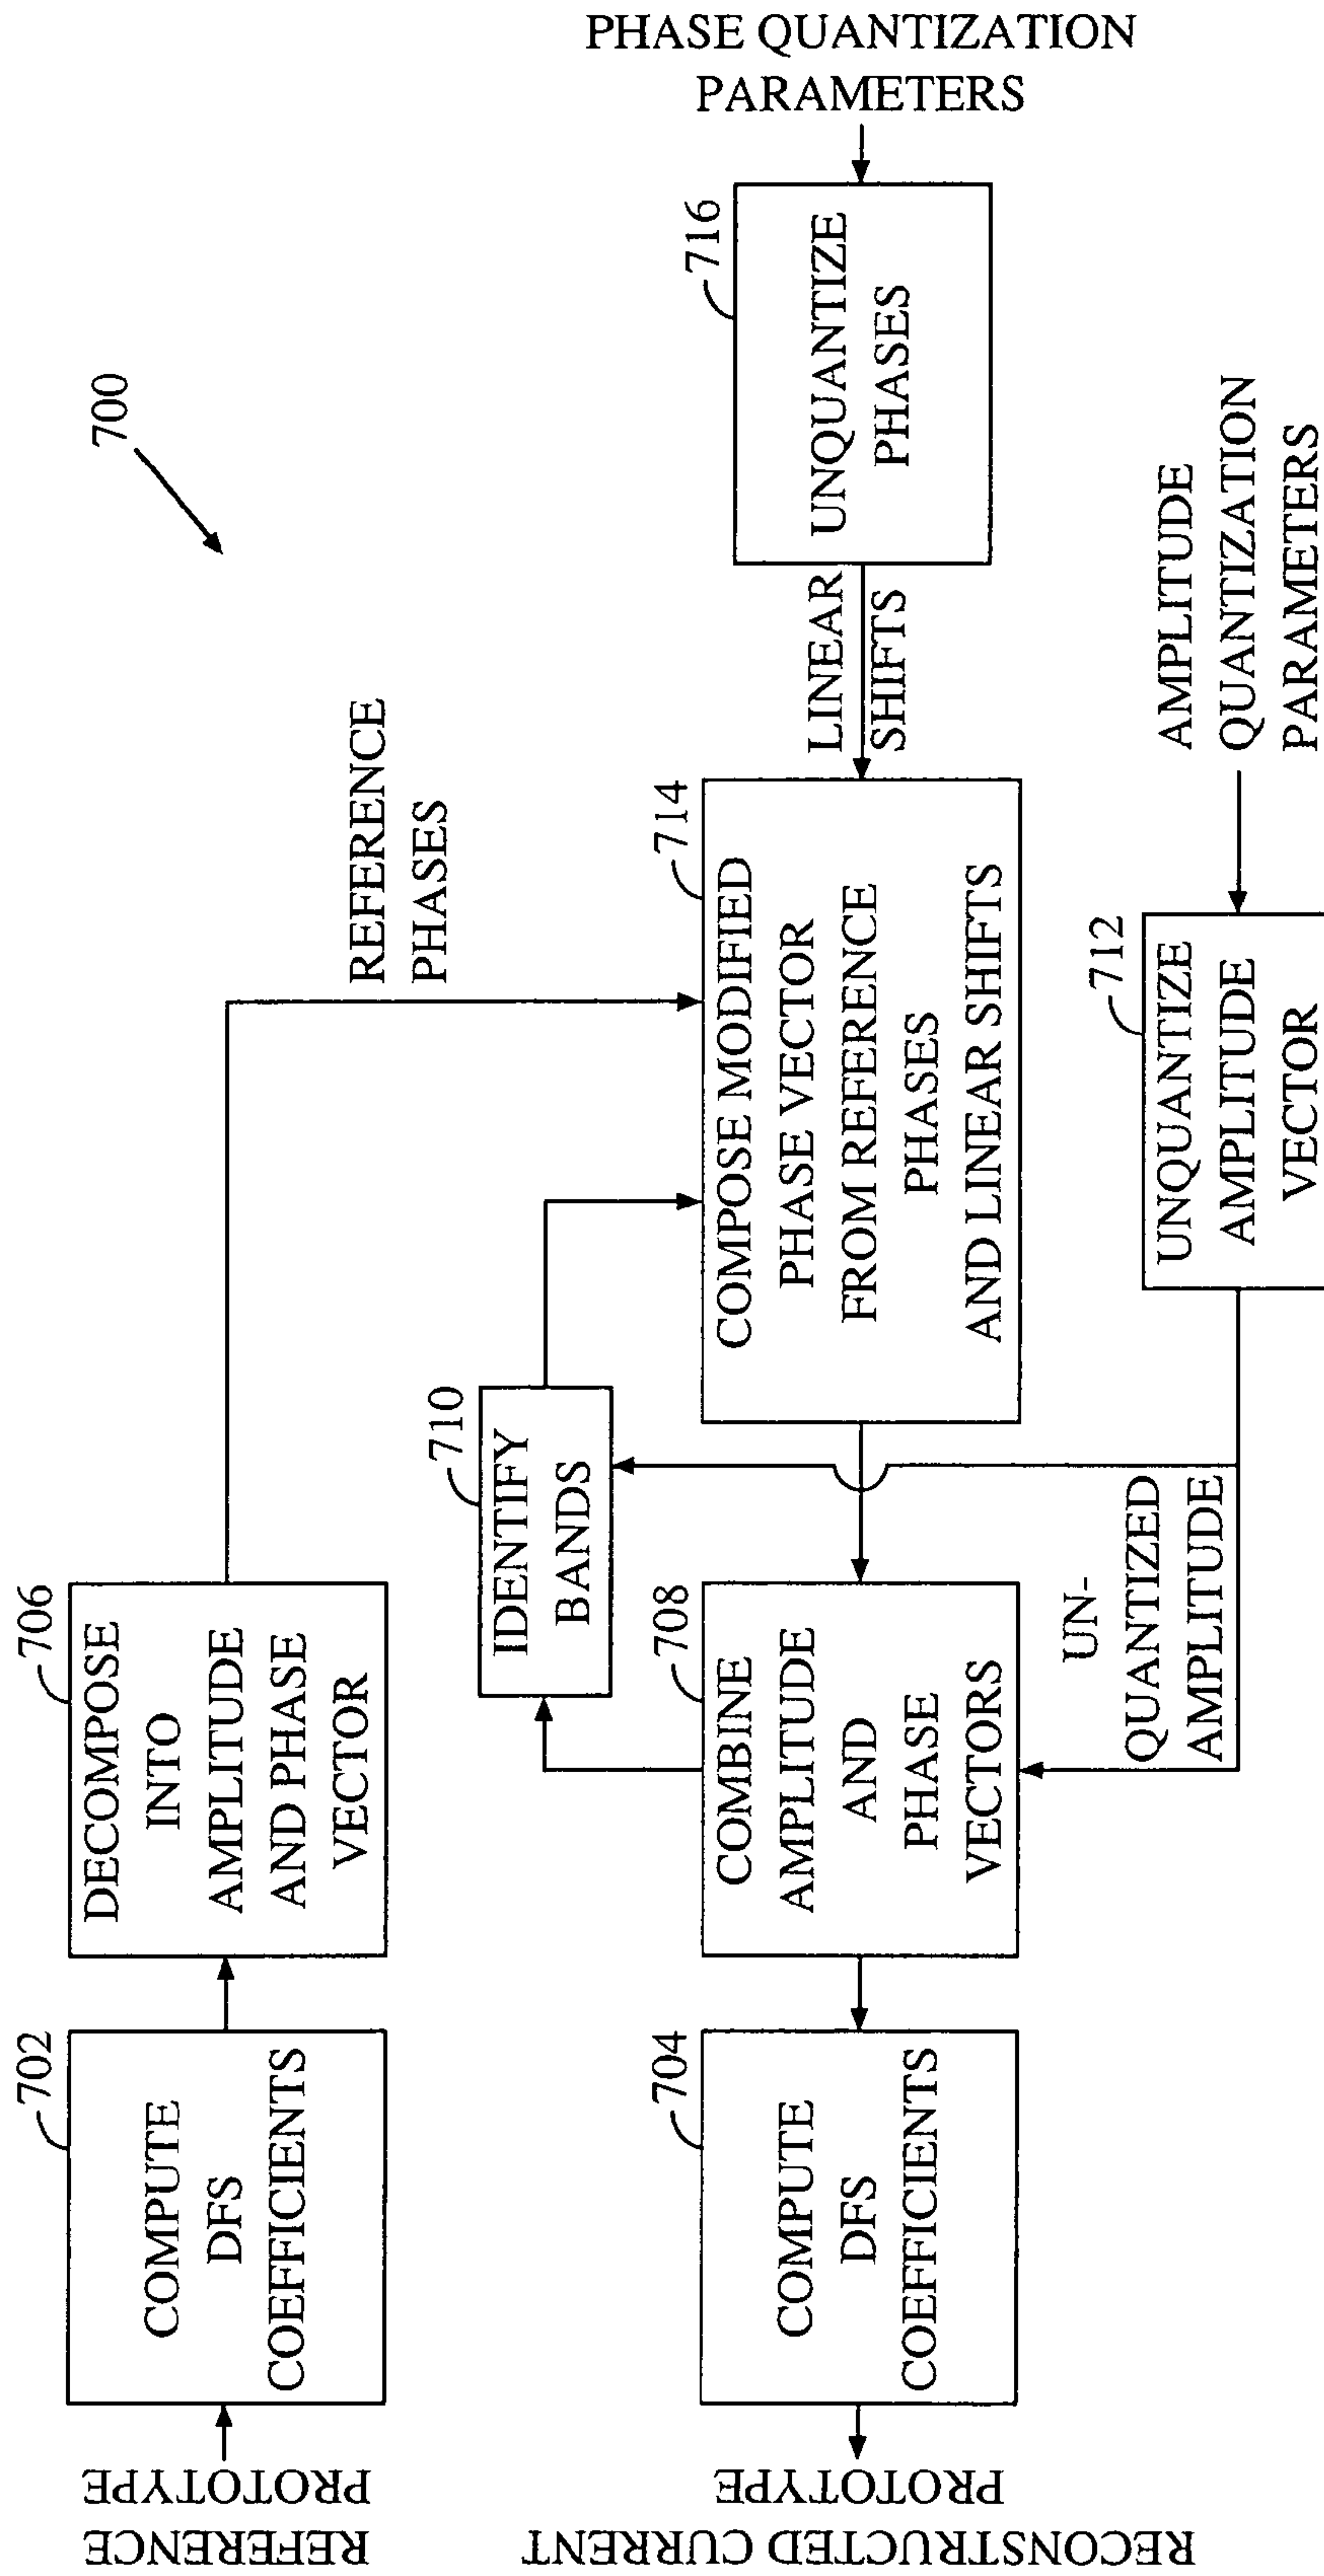 700
REFERENCE
PROTOTYPE
702
COMPUTE
DFS
COEFFICIENTS
706
DECOMPOSE
INTO
AMPLITUDE
AND PHASE
VECTOR
REFERENCE
PHASES
RECONSTRUCTED CURRENT
PROTOTYPE
704
COMPUTE
DFS
COEFFICIENTS
708
COMBINE
AMPLITUDE
AND
PHASE
VECTORS
710
IDENTIFY
BANDS
714
COMPOSE MODIFIED
PHASE VECTOR
FROM REFERENCE
PHASES
AND LINEAR SHIFTS
LINEAR
SHIFTS
716
UNQUANTIZE
PHASES
PHASE QUANTIZATION
PARAMETERS
UN-
QUANTIZED
AMPLITUDE
712
UNQUANTIZE
AMPLITUDE
VECTOR
AMPLITUDE
QUANTIZATION
PARAMETERS